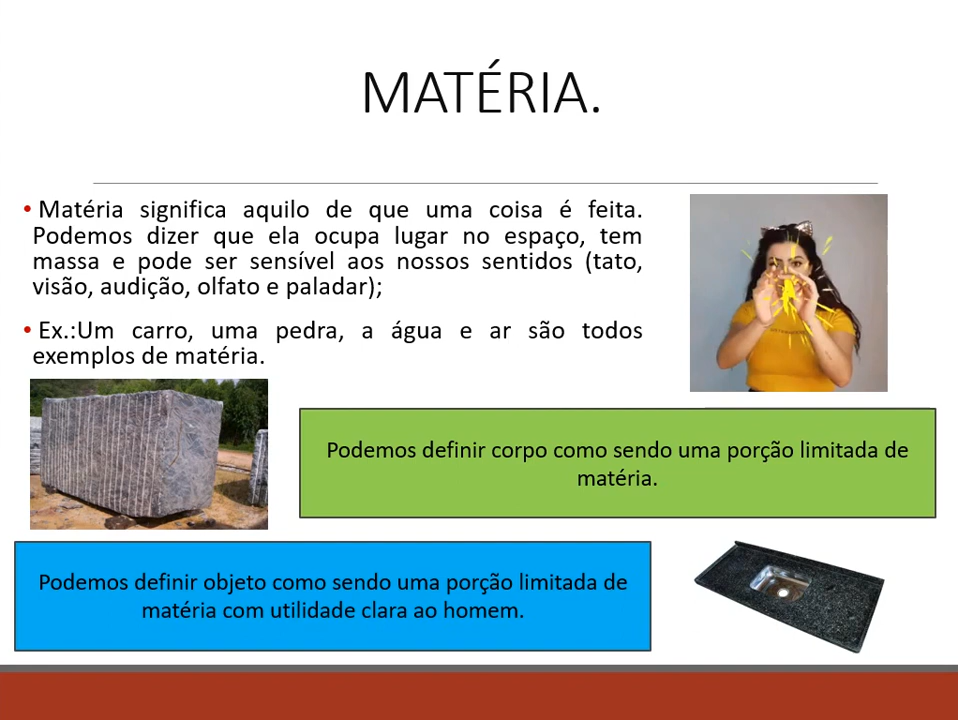 MATÉRIA.
• Matéria significa aquilo de que uma coisa é feita.
Podemos dizer que ela ocupa lugar no espaço, tem
massa e pode ser sensível aos nossos sentidos (tato,
visão, audição, olfato e paladar);
• Ex.:Um carro, uma pedra, a água e ar são todos
exemplos de matéria.
Podemos definir corpo como sendo uma porção limitada de
matéria.
Podemos definir objeto como sendo uma porção limitada de
matéria com utilidade clara ao homem.